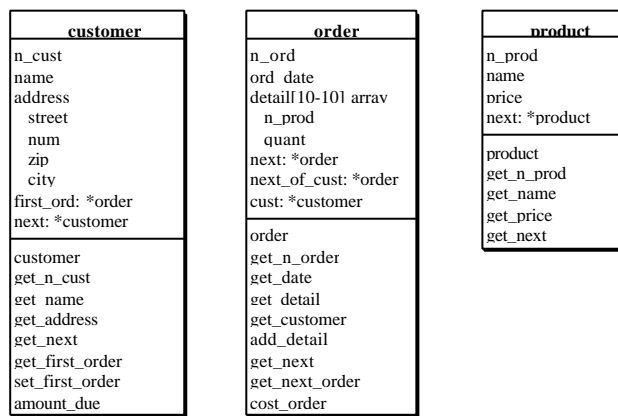 customer
n_cust
name
address
street
num
zip
city
first_ord: *order
next: *customer
customer
get_n_cust
get_name
get_address
get_next
get_first_order
set_first_order
amount_due
order
n_ord
ord_date
detail[10-10] array
n_prod
quant
next: *order
next_of_cust: *order
cust: *customer
order
get_n_order
get_date
get_detail
get_customer
add_detail
get_next
get_next_order
cost_order
product
n_prod
name
price
next: *product
product
get_n_prod
get_name
get_price
get_next